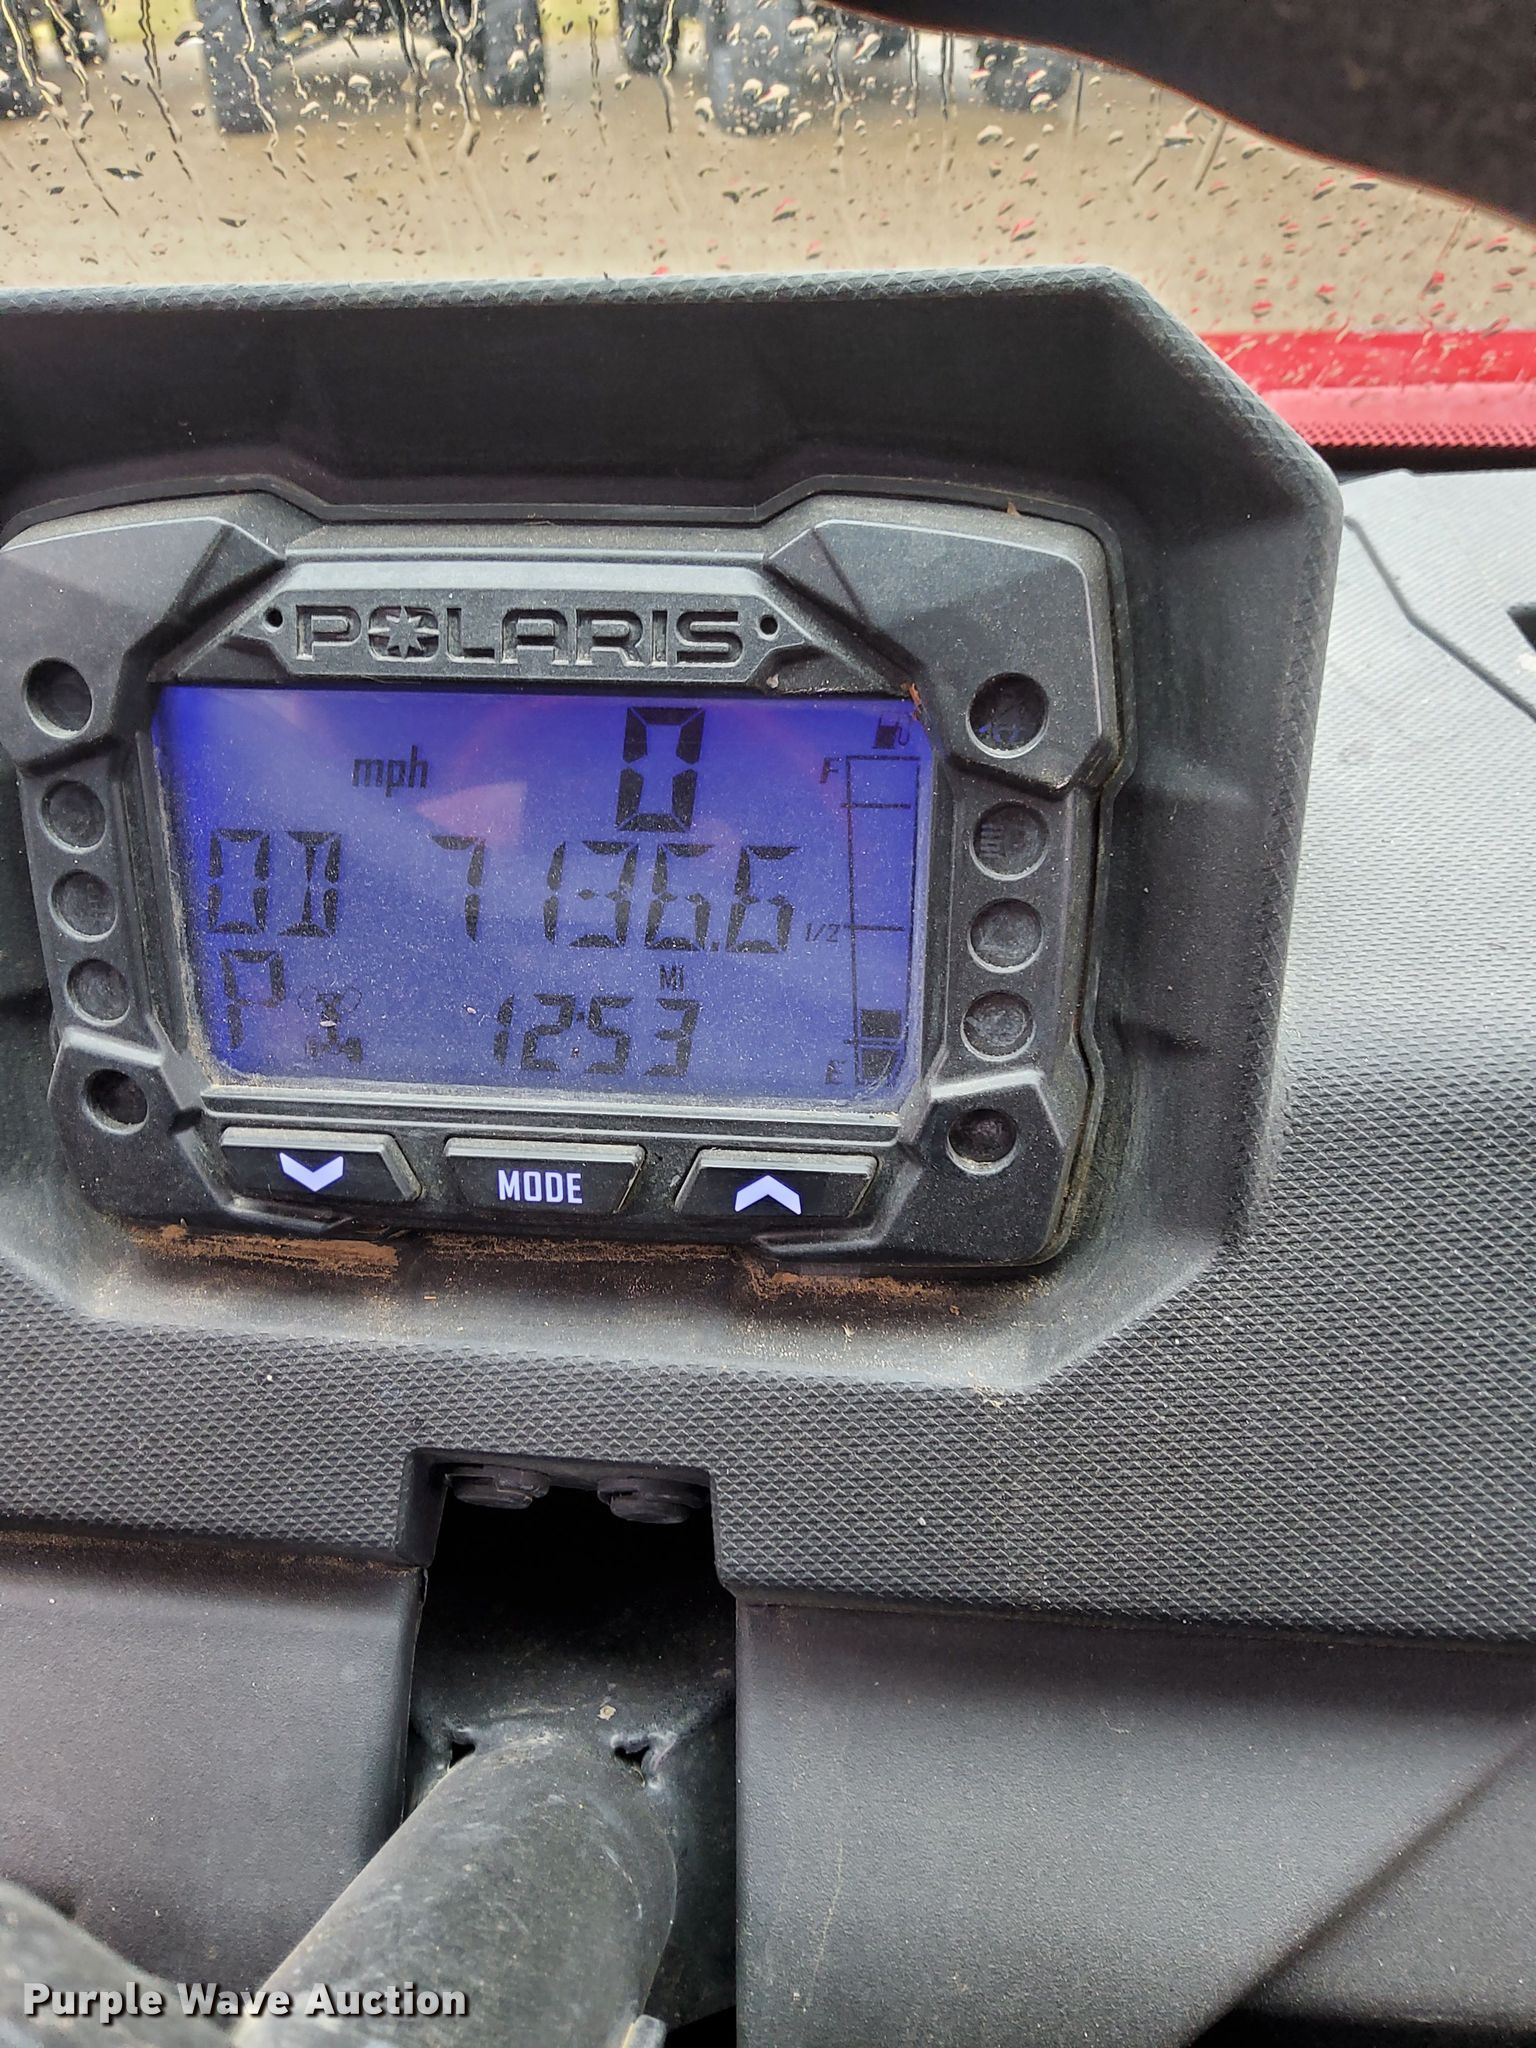 POLARIS
mph 0
F
OD 7136.6
1/2
MI
P 12:53
E
MODE
Purple Wave Auction